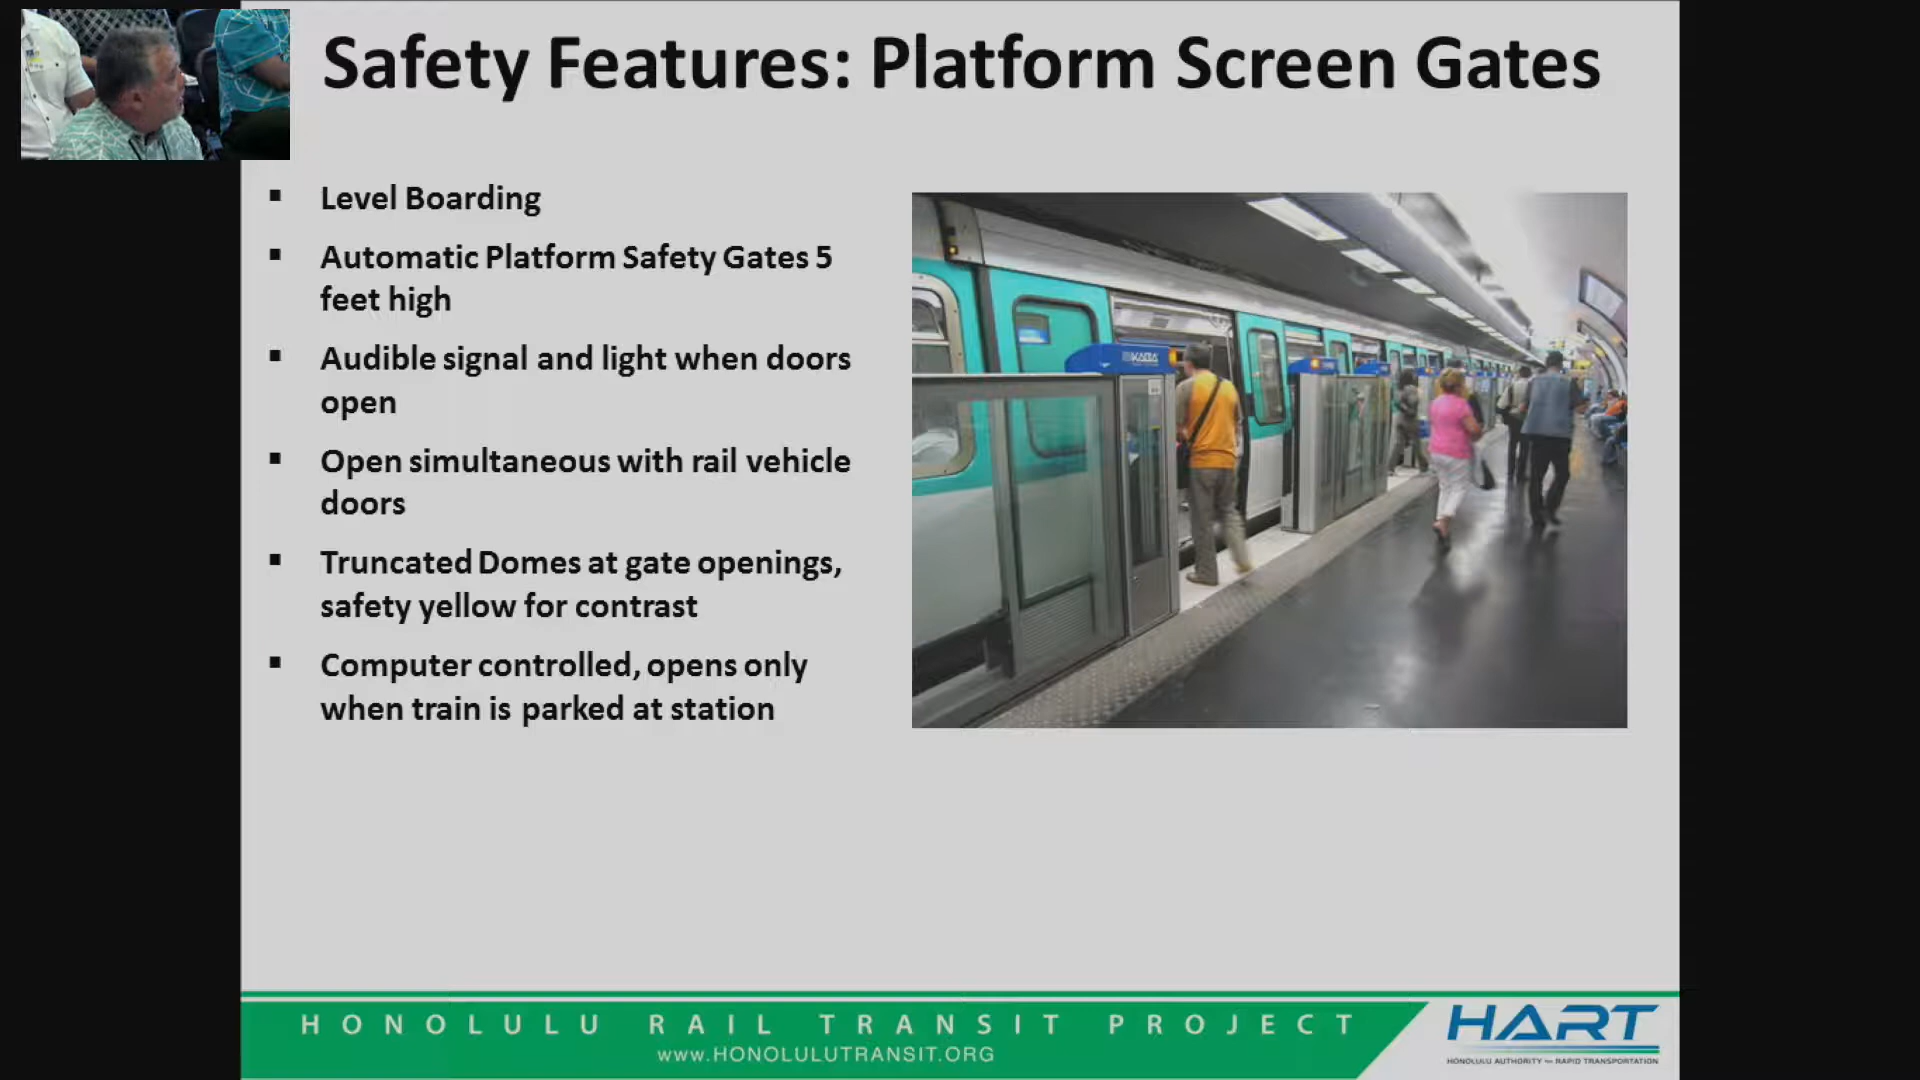 Safety Features: Platform Screen Gates
▪ Level Boarding
▪ Automatic Platform Safety Gates 5
feet high
▪ Audible signal and light when doors
open
▪ Open simultaneous with rail vehicle
doors
▪ Truncated Domes at gate openings,
safety yellow for contrast
▪ Computer controlled, opens only
when train is parked at station
KABA
HONOLULU RAIL TRANSIT PROJECT
WWW.HONOLULUTRANSIT.ORG
HART
HONOLULU AUTHORITY for RAPID TRANSPORTATION